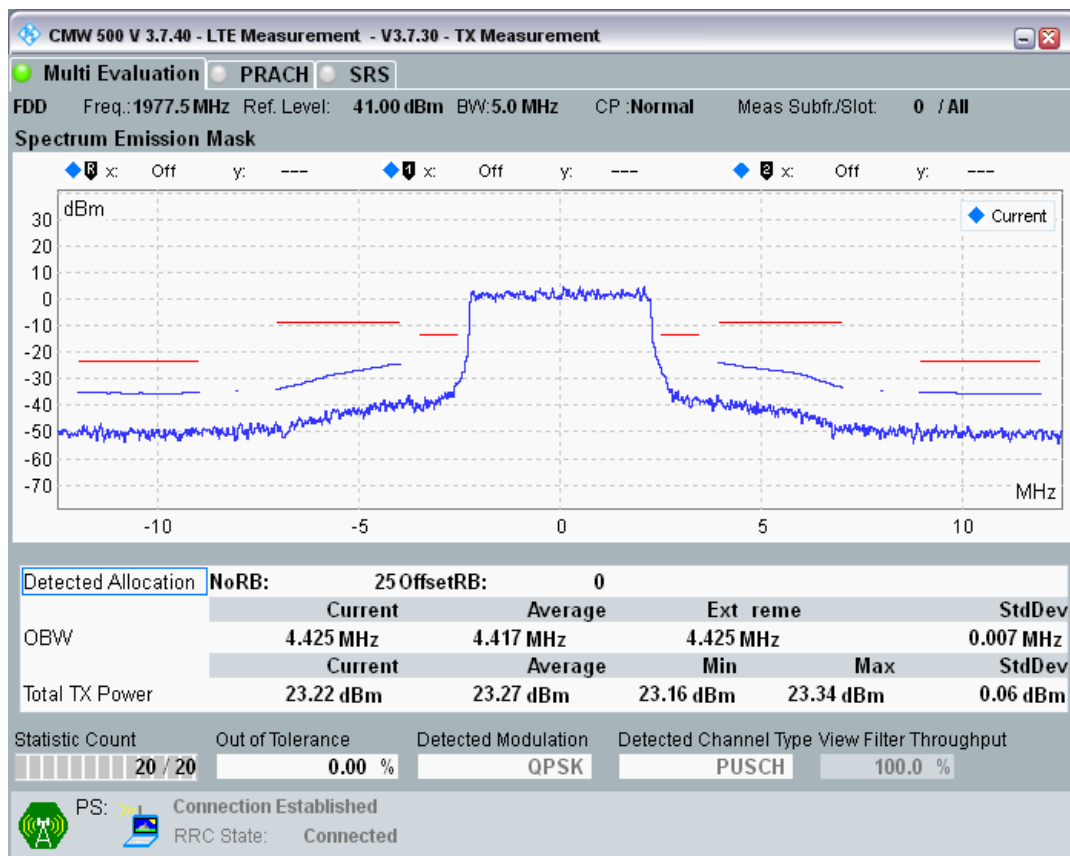 CMW 500 V 3.7.40 - LTE Measurement - V3.7.30 - TX Measurement
Multi Evaluation PRACH SRS
FDD Freq.: 1977.5 MHz Ref. Level: 41.00 dBm BW: 5.0 MHz CP : Normal Meas Subfr./Slot: 0 / All
Spectrum Emission Mask
R x: Off y: --- 1 x: Off y: --- 2 x: Off y: ---
dBm
Current
30
20
10
0
-10
-20
-30
-40
-50
-60
-70
MHz
-10 -5 0 5 10
Detected Allocation NoRB: 25 OffsetRB: 0
Current Average Ext reme StdDev
OBW 4.425 MHz 4.417 MHz 4.425 MHz 0.007 MHz
Current Average Min Max StdDev
Total TX Power 23.22 dBm 23.27 dBm 23.16 dBm 23.34 dBm 0.06 dBm
Statistic Count Out of Tolerance Detected Modulation Detected Channel Type View Filter Throughput
20 / 20 0.00 % QPSK PUSCH 100.0 %
PS: Connection Established
RRC State: Connected